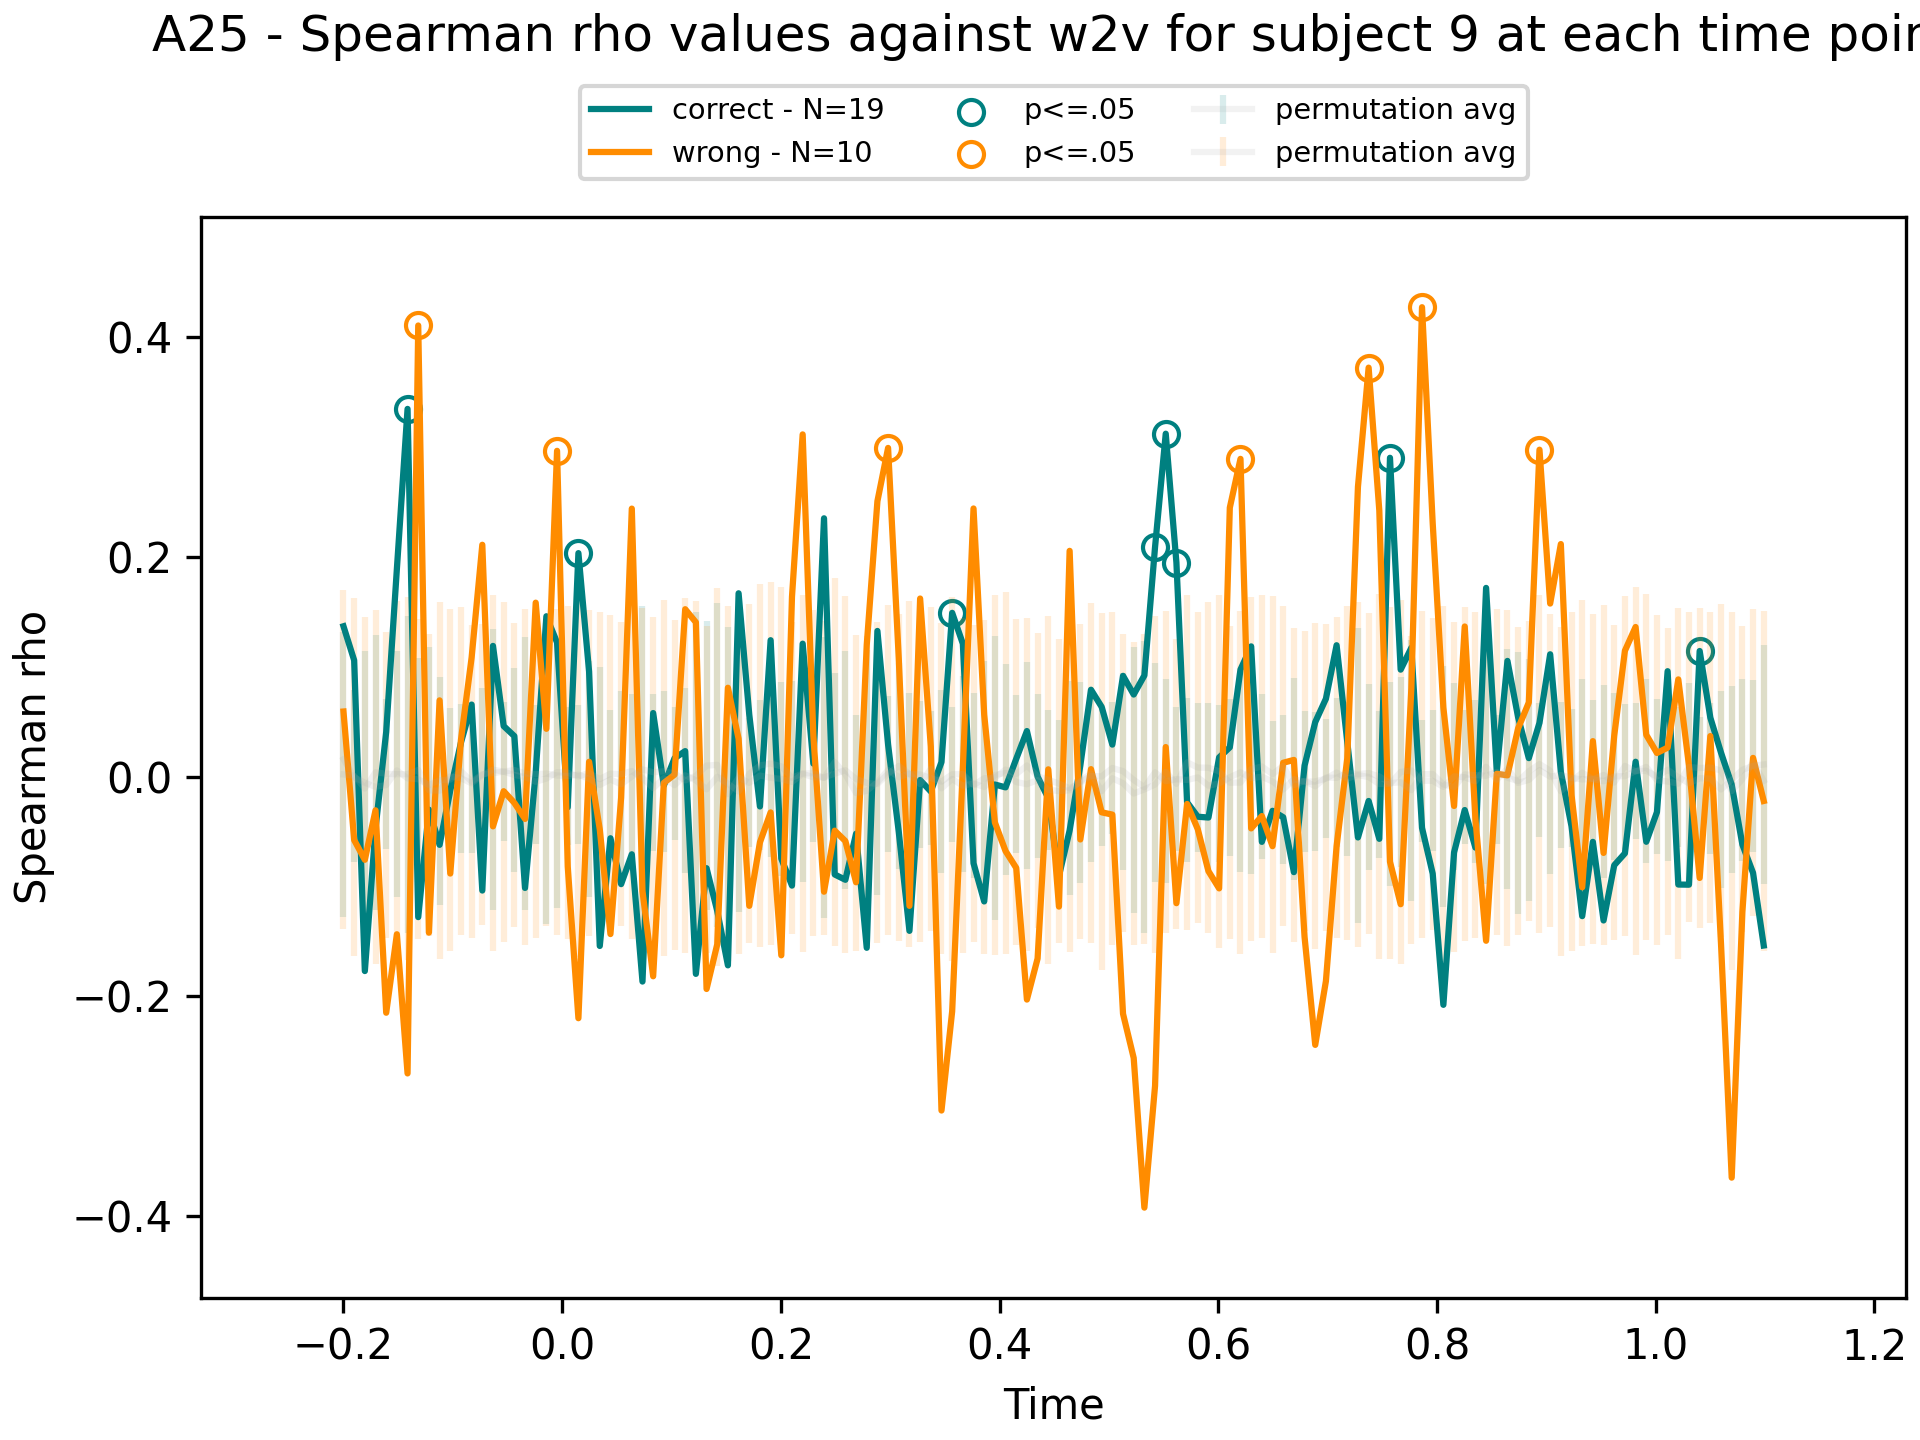 A25 - Spearman rho values against w2v for subject 9 at each time
correct - N=19
wrong - N=10
p<=.05
p<=.05
permutation avg
permutation avg
Spearman rho
0.4
0.2
0.0
−0.2
−0.4
−0.2 0.0 0.2 0.4 0.6 0.8 1.0 1.2
Time